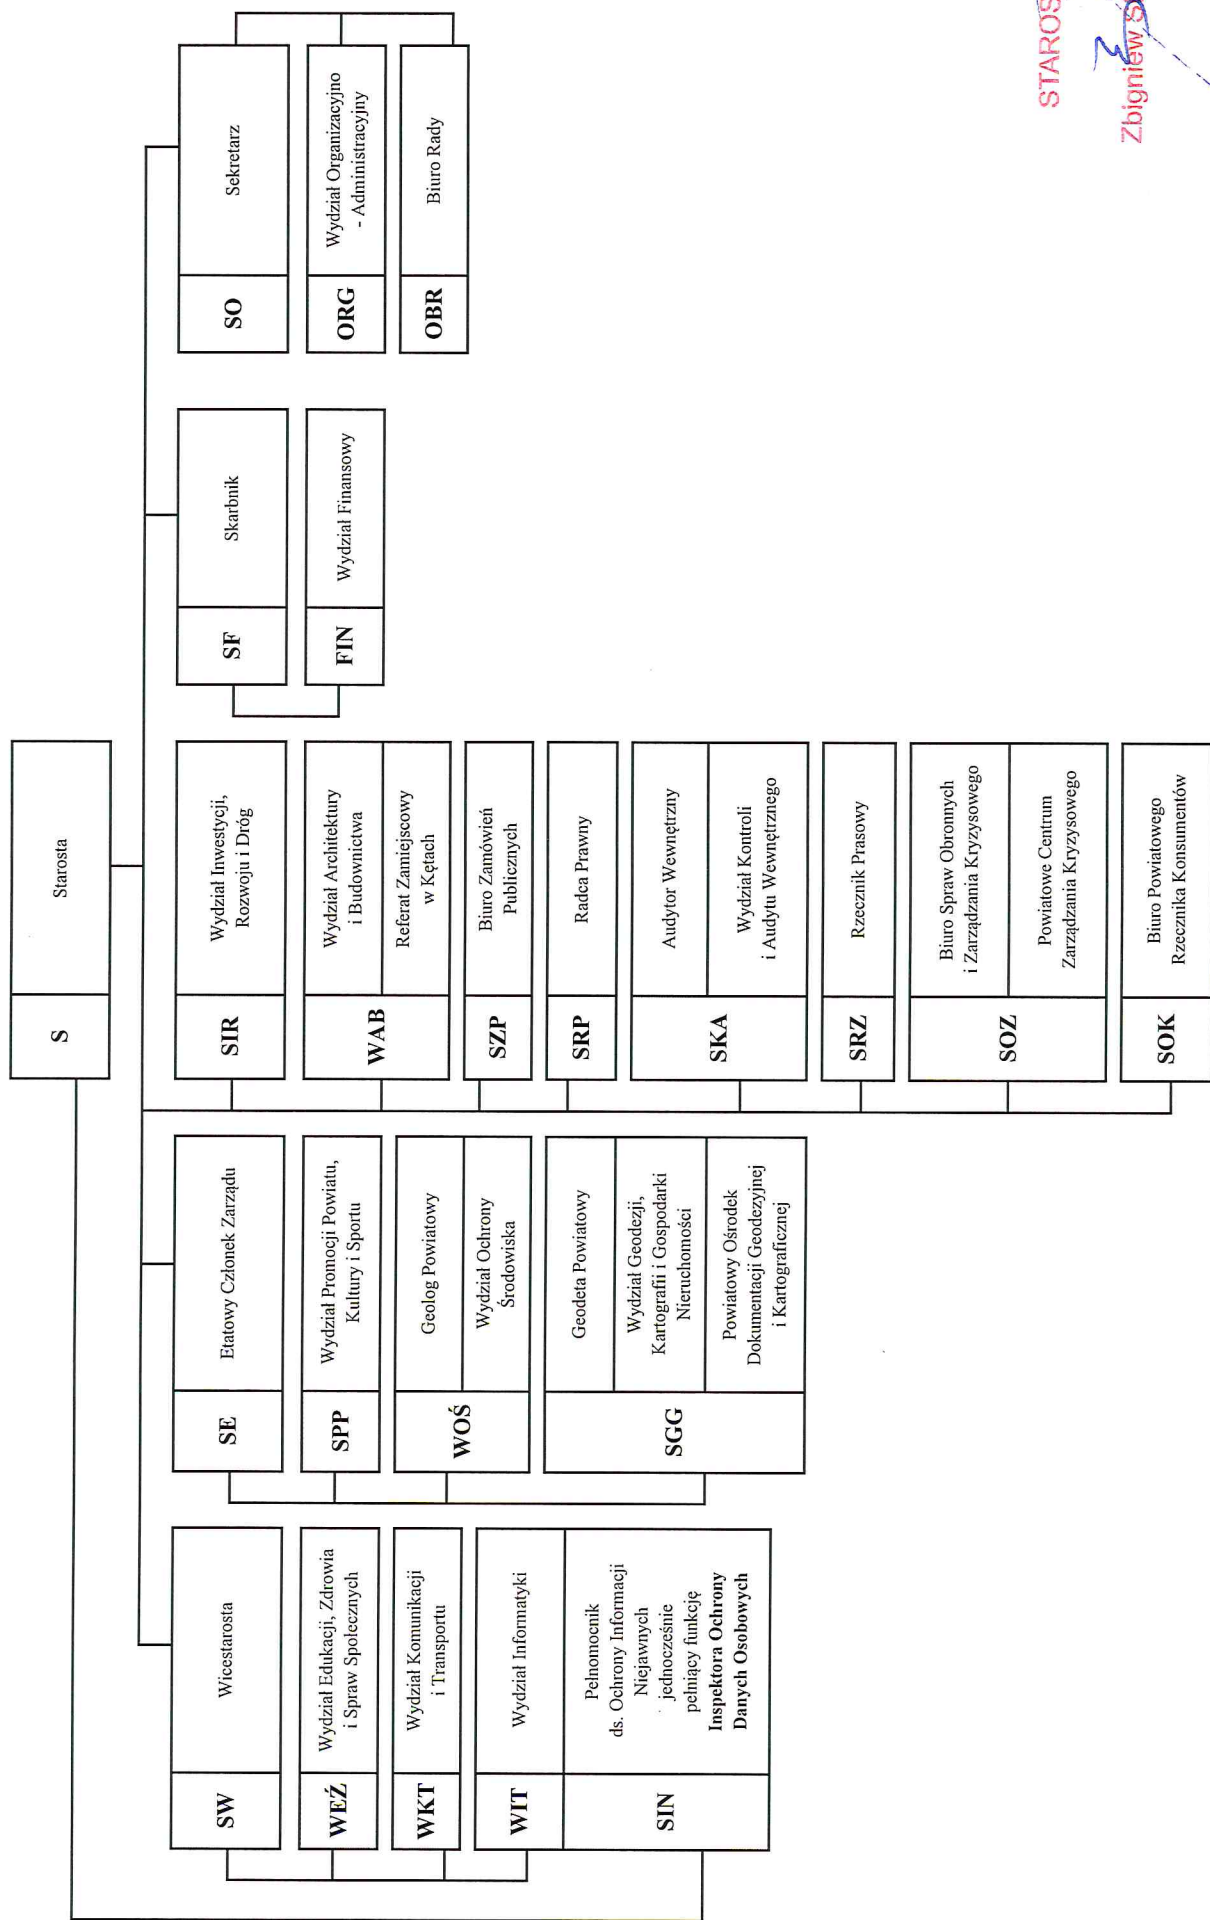 S
Starosta
SW
Wicestarosta
WEŹ
Wydział Edukacji, Zdrowia
i Spraw Społecznych
WKT
Wydział Komunikacji
i Transportu
WIT
Wydział Informatyki
SIN
Pełnomocnik
ds. Ochrony Informacji
Niejawnych
jednocześnie
pełniący funkcję
Inspektora Ochrony
Danych Osobowych
SE
Etatowy Członek Zarządu
SPP
Wydział Promocji Powiatu,
Kultury i Sportu
WOŚ
Geolog Powiatowy
Wydział Ochrony
Środowiska
SGG
Geodeta Powiatowy
Wydział Geodezji,
Kartografii i Gospodarki
Nieruchomości
Powiatowy Ośrodek
Dokumentacji Geodezyjnej
i Kartograficznej
SIR
Wydział Inwestycji,
Rozwoju i Dróg
WAB
Wydział Architektury
i Budownictwa
Referat Zamiejscowy
w Kętach
SZP
Biuro Zamówień
Publicznych
SRP
Radca Prawny
SKA
Audytor Wewnętrzny
Wydział Kontroli
i Audytu Wewnętrznego
SRZ
Rzecznik Prasowy
SOZ
Biuro Spraw Obronnych
i Zarządzania Kryzysowego
Powiatowe Centrum
Zarządzania Kryzysowego
SOK
Biuro Powiatowego
Rzecznika Konsumentów
SF
Skarbnik
FIN
Wydział Finansowy
SO
Sekretarz
ORG
Wydział Organizacyjno
- Administracyjny
OBR
Biuro Rady
STAROS
Zbigniew